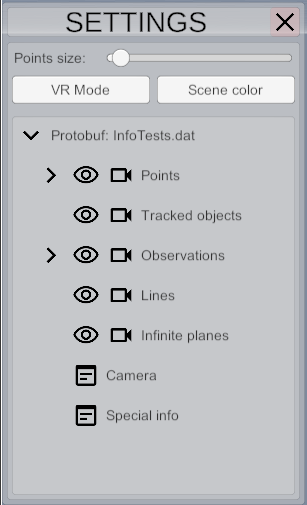 SETTINGS
Points size:
VR Mode
Scene color
Protobuf: InfoTests.dat
Points
Tracked objects
Observations
Lines
Infinite planes
Camera
Special info